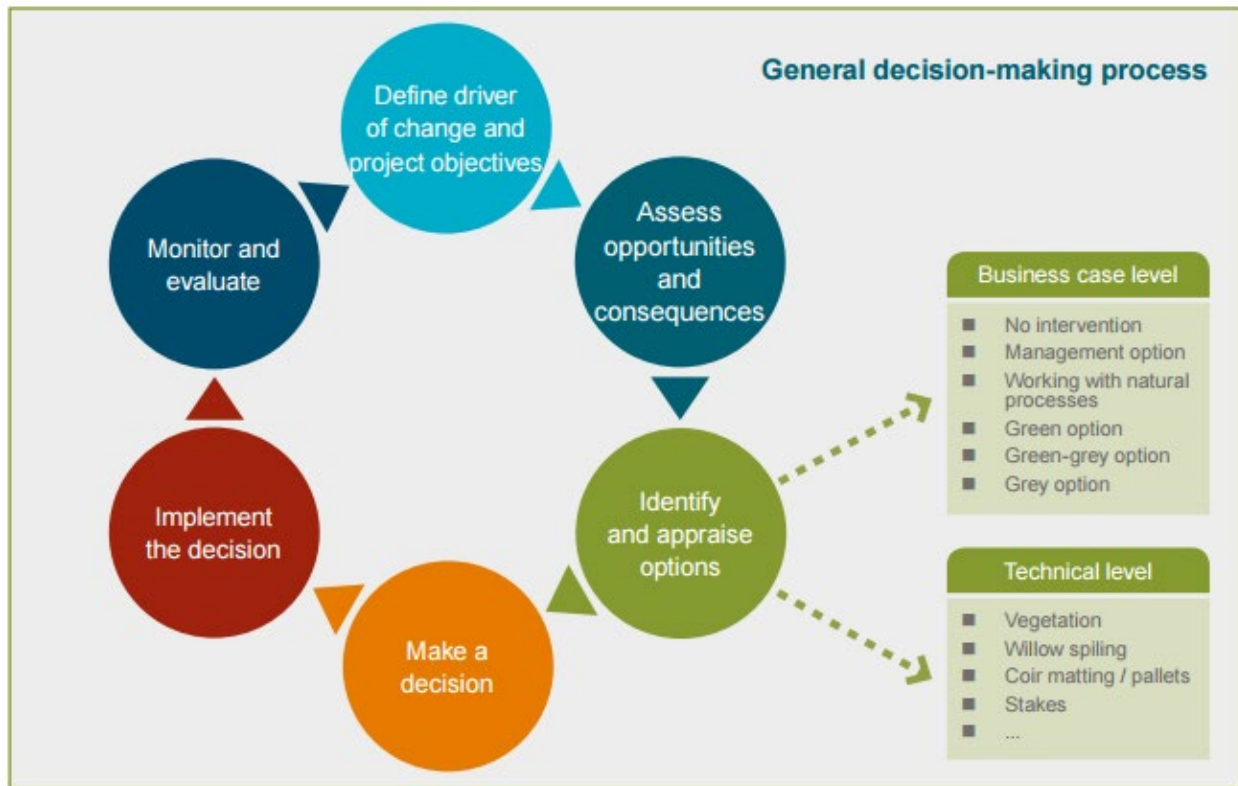 General decision-making process
Define driver
of change and
project objectives
Assess
opportunities
and
consequences
Identify
and appraise
options
Make a
decision
Implement
the decision
Monitor and
evaluate
Business case level
No intervention
Management option
Working with natural
processes
Green option
Green-grey option
Grey option
Technical level
Vegetation
Willow spiling
Coir matting / pallets
Stakes
...